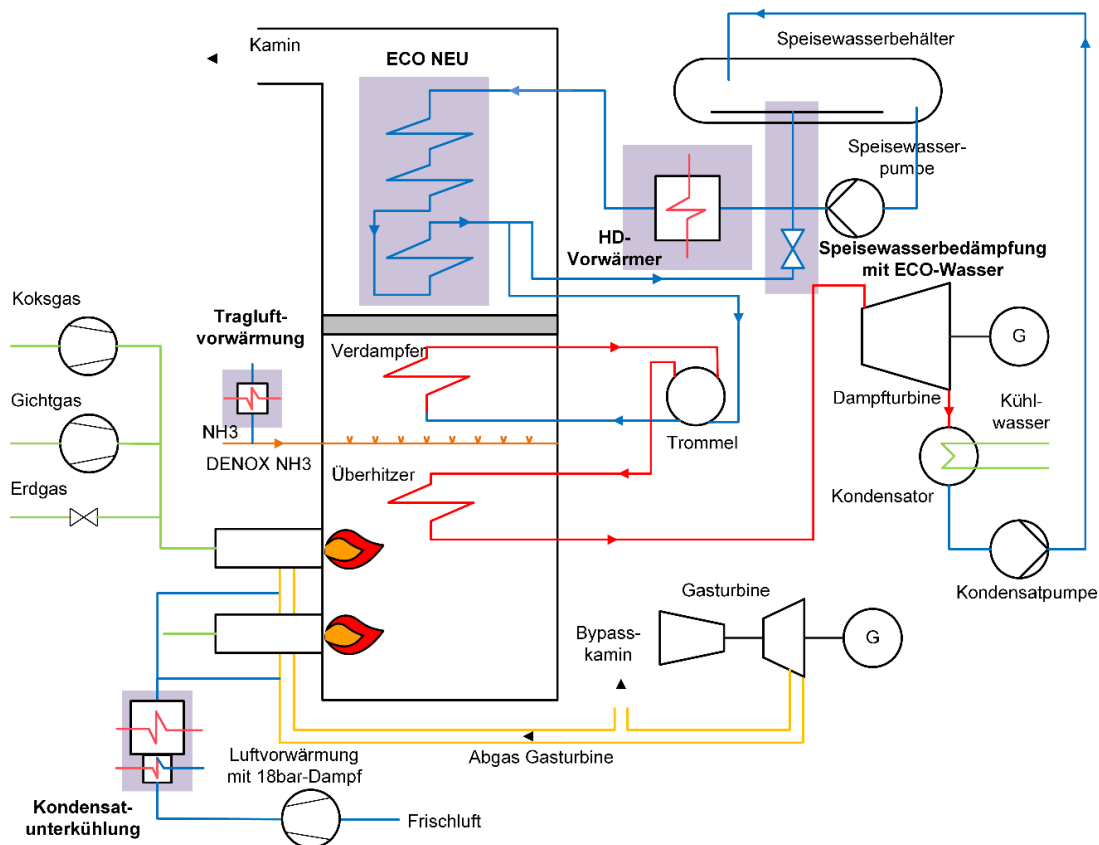 Kamin
ECO NEU
Speisewasserbehälter
Speisewasser-
pumpe
HD-
Vorwärmer
Speisewasserbedämpfung
mit ECO-Wasser
Koksgas
Tragluft-
vorwärmung
Verdampfer
G
Gichtgas
Dampfturbine
Kühl-
wasser
NH3
Trommel
DENOX NH3
Überhitzer
Erdgas
Kondensator
Kondensatpumpe
Gasturbine
Bypass-
kamin
G
Abgas Gasturbine
Luftvorwärmung
mit 18bar-Dampf
Kondensat-
unterkühlung
Frischluft